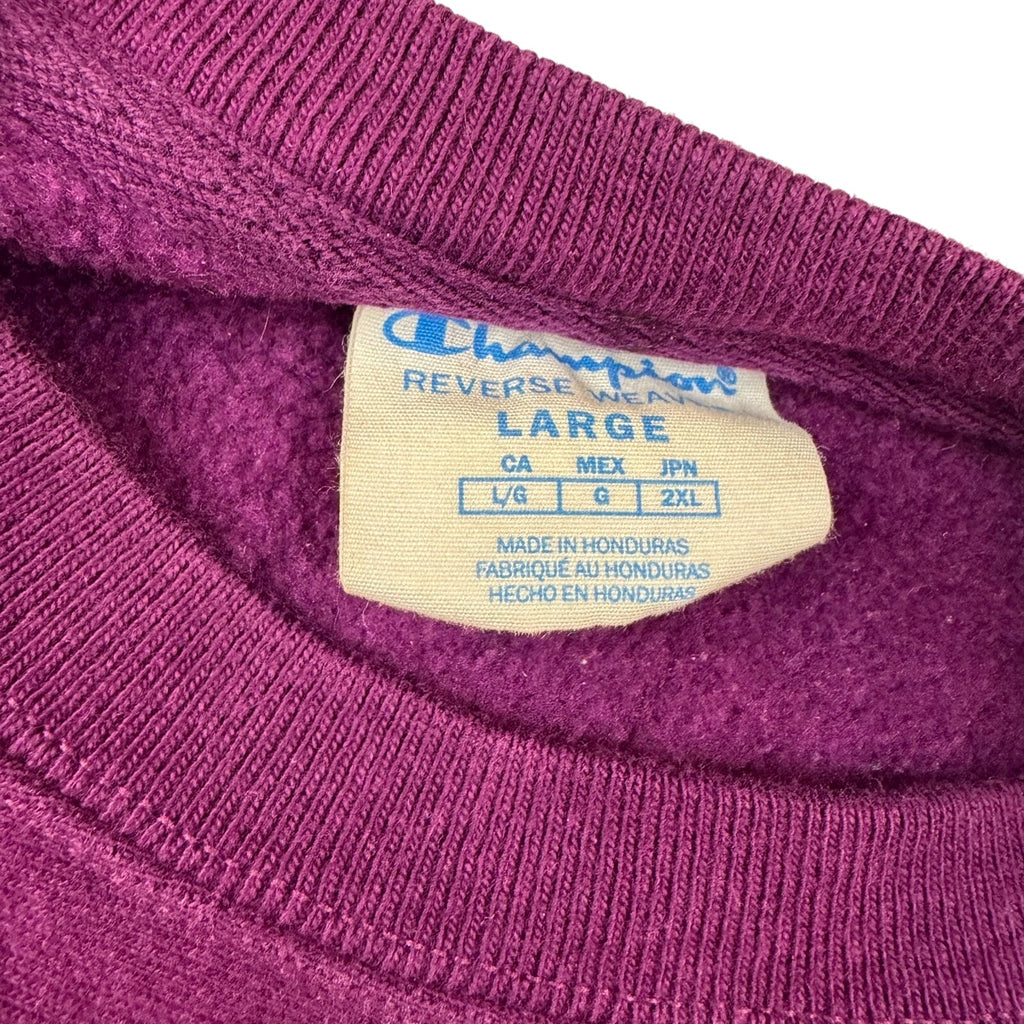 Champion®
REVERSE WEAVE
LARGE
CA MEX JPN
L/G G 2XL
MADE IN HONDURAS
FABRIQUÉ AU HONDURAS
HECHO EN HONDURAS